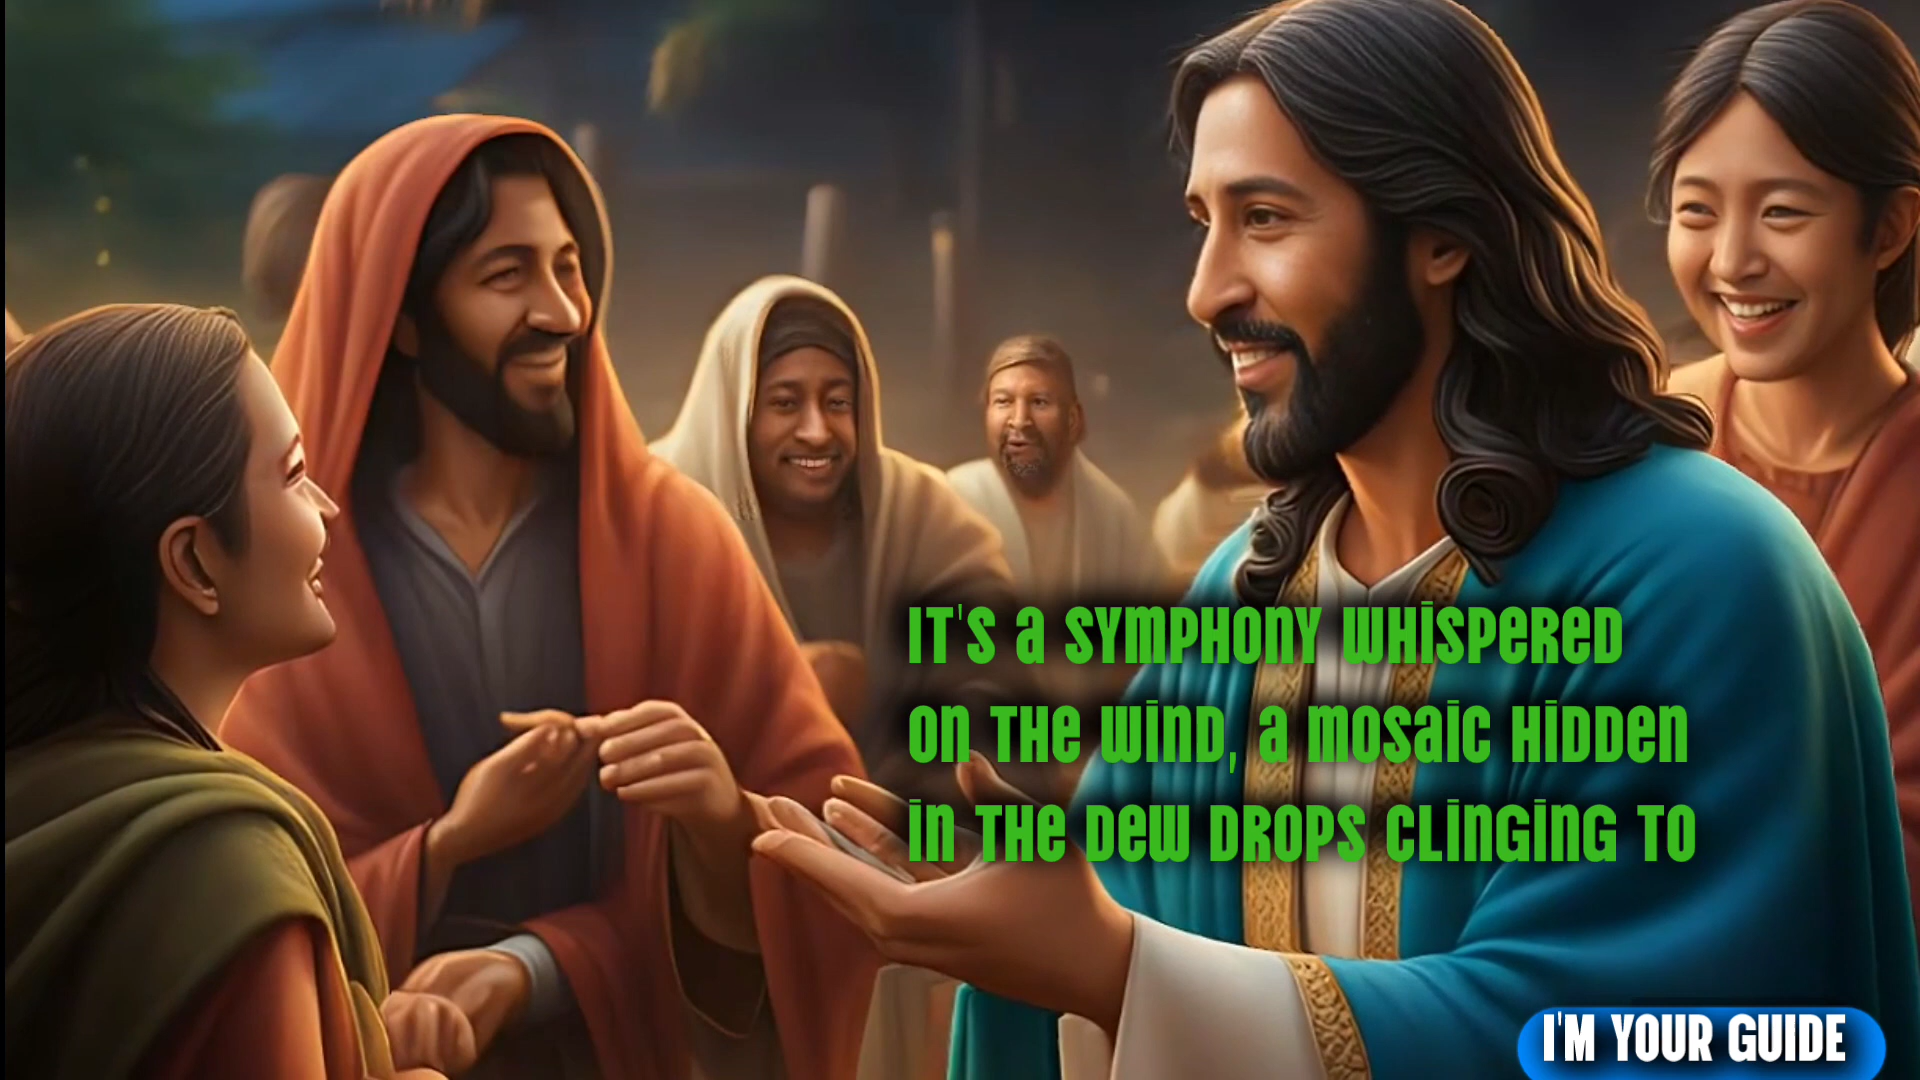 IT'S a SYMPHONY WHISPERED
ON THE WIND, a MOSAIC HIDDEN
IN THE DEW DROPS CLINGING TO
I'M YOUR GUIDE